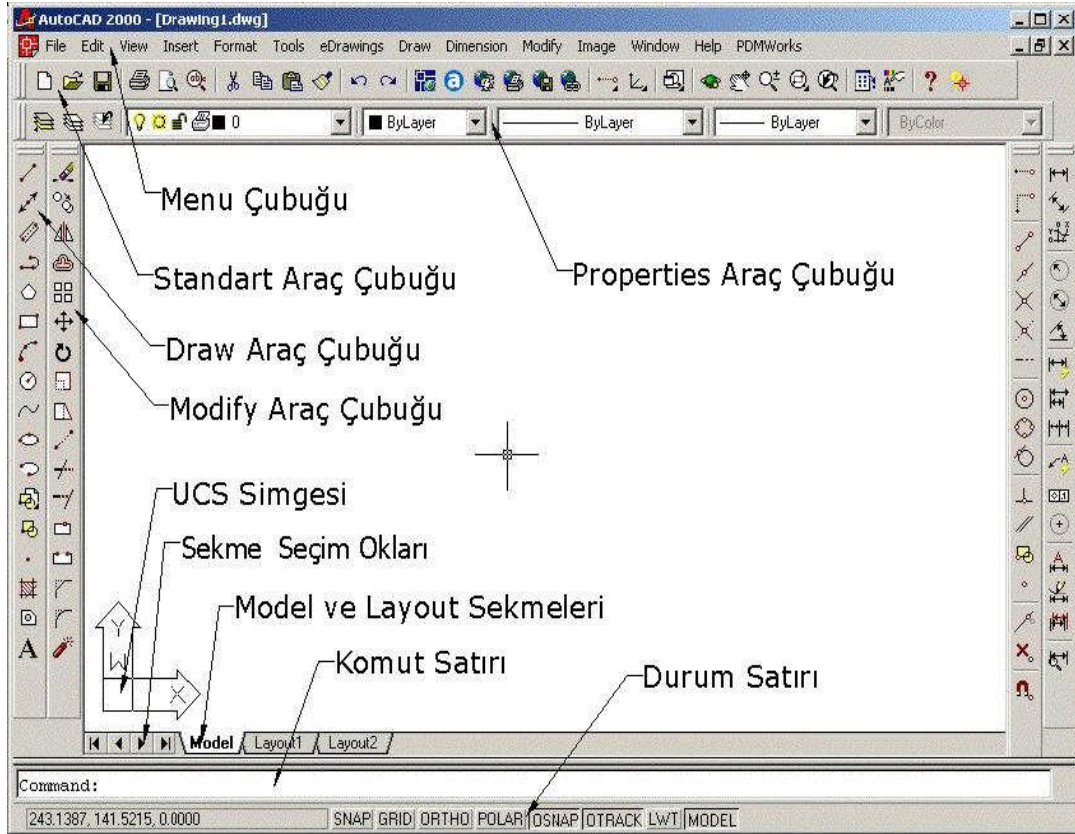 AutoCAD 2000 - [Drawing1.dwg]
File Edit View Insert Format Tools eDrawings Draw Dimension Modify Image Window Help PDMWorks
0 ByLayer ByLayer ByLayer ByColor
Menu Çubuğu
Standart Araç Çubuğu
Properties Araç Çubuğu
Draw Araç Çubuğu
Modify Araç Çubuğu
UCS Simgesi
Sekme Seçim Okları
Model ve Layout Sekmeleri
Komut Satırı
Durum Satırı
A
Y
W
X
Model Layout1 Layout2
Command:
243.1387, 141.5215, 0.0000 SNAP GRID ORTHO POLAR OSNAP OTRACK LWT MODEL